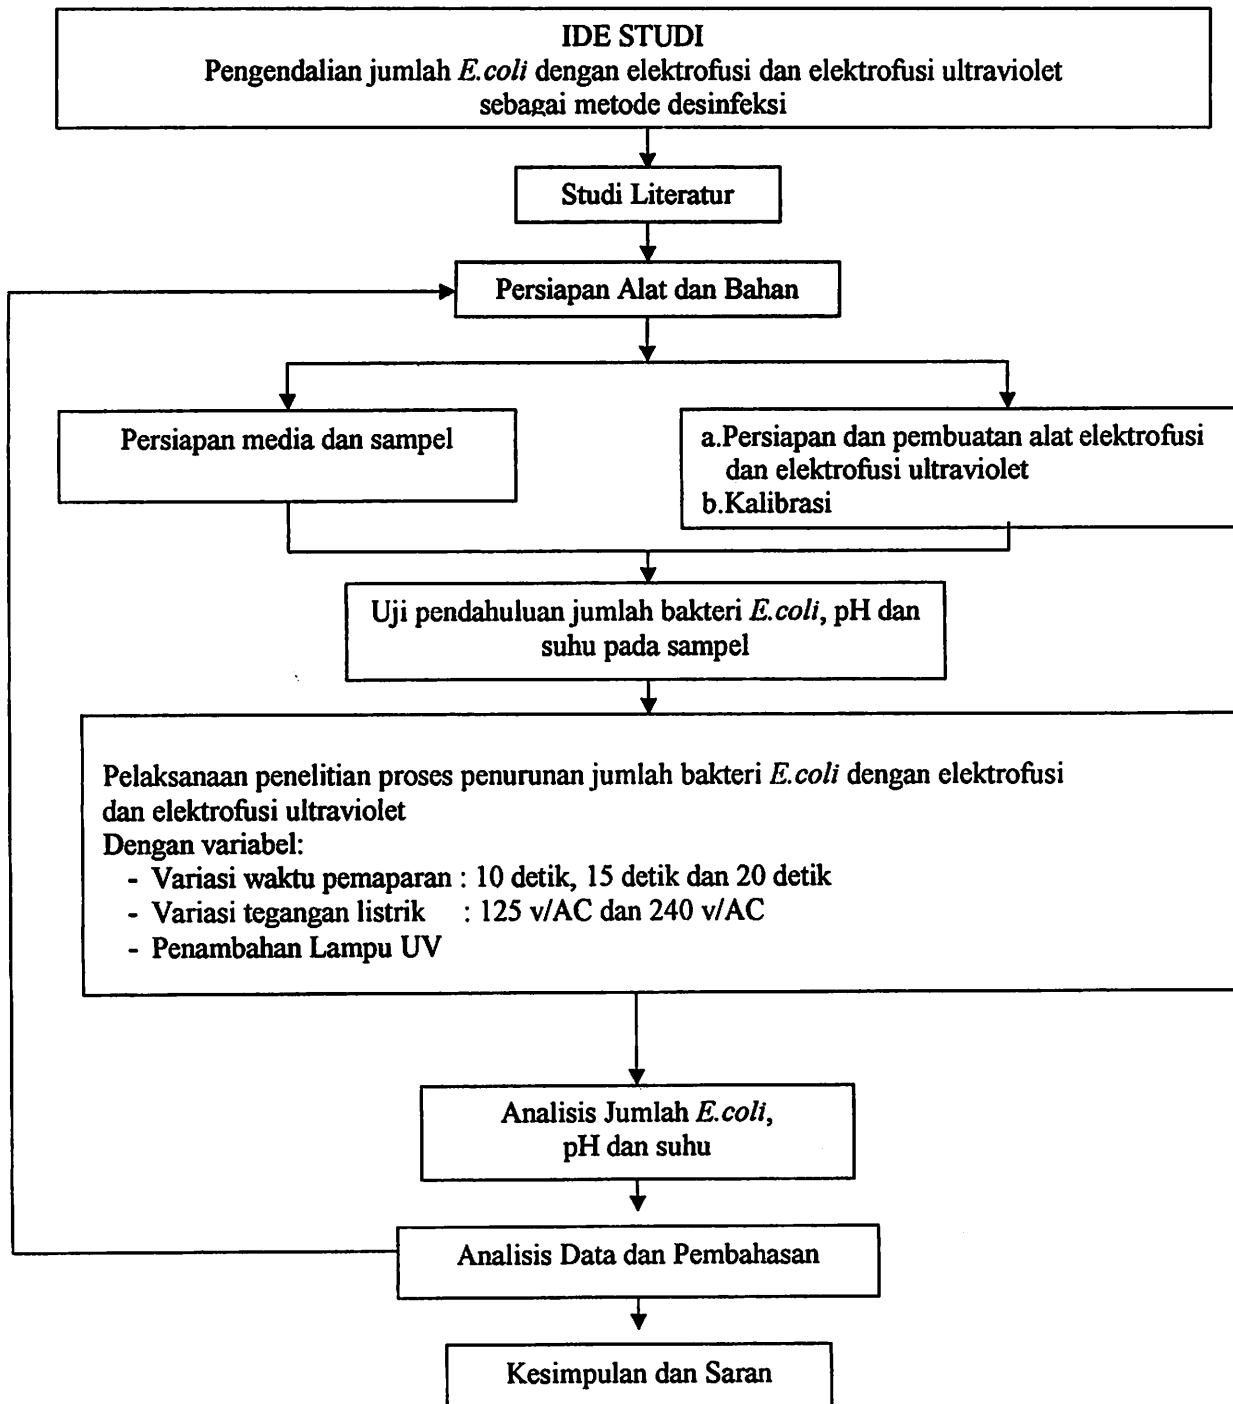 IDE STUDI
Pengendalian jumlah E.coli dengan elektrofusi dan elektrofusi ultraviolet
sebagai metode desinfeksi
Studi Literatur
Persiapan Alat dan Bahan
Persiapan media dan sampel
a.Persiapan dan pembuatan alat elektrofusi
dan elektrofusi ultraviolet
b.Kalibrasi
Uji pendahuluan jumlah bakteri E.coli, pH dan
suhu pada sampel
Pelaksanaan penelitian proses penurunan jumlah bakteri E.coli dengan elektrofusi
dan elektrofusi ultraviolet
Dengan variabel:
- Variasi waktu pemaparan : 10 detik, 15 detik dan 20 detik
- Variasi tegangan listrik : 125 v/AC dan 240 v/AC
- Penambahan Lampu UV
Analisis Jumlah E.coli,
pH dan suhu
Analisis Data dan Pembahasan
Kesimpulan dan Saran